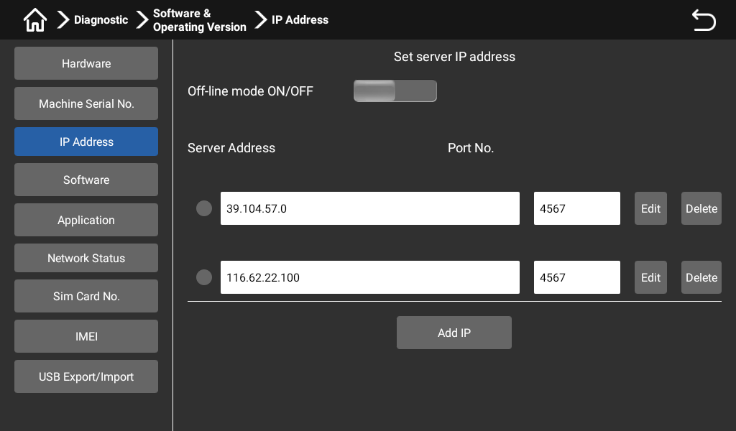 Diagnostic
Software &
Operating Version
IP Address
Hardware
Machine Serial No.
IP Address
Software
Application
Network Status
Sim Card No.
IMEI
USB Export/Import
Set server IP address
Off-line mode ON/OFF
Server Address Port No.
39.104.57.0 4567 Edit Delete
116.62.22.100 4567 Edit Delete
Add IP